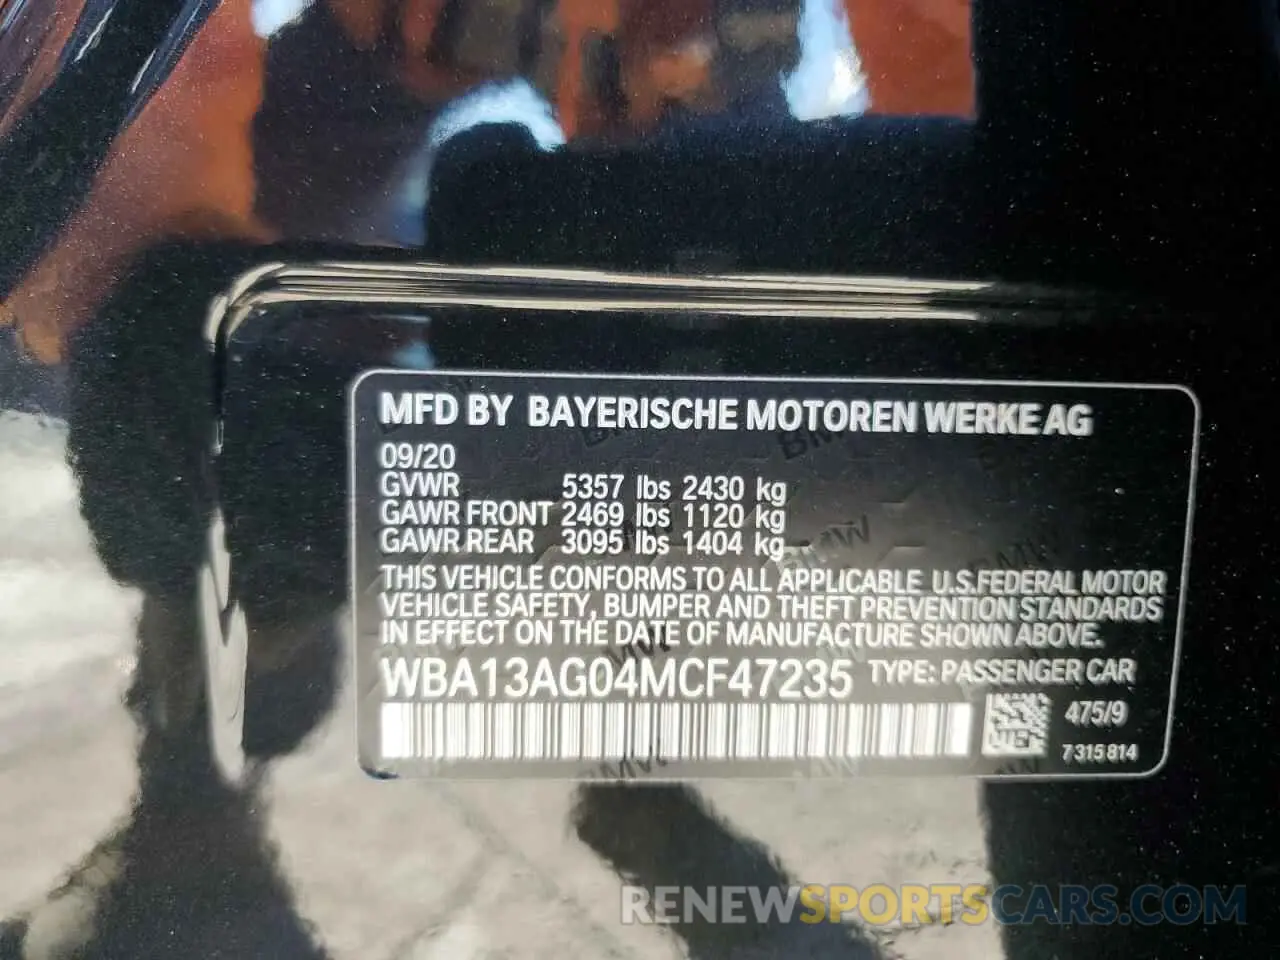 MFD BY BAYERISCHE MOTOREN WERKE AG
09/20
GVWR 5357 lbs 2430 kg
GAWR FRONT 2469 lbs 1120 kg
GAWR REAR 3095 lbs 1404 kg
THIS VEHICLE CONFORMS TO ALL APPLICABLE U.S.FEDERAL MOTOR
VEHICLE SAFETY, BUMPER AND THEFT PREVENTION STANDARDS
IN EFFECT ON THE DATE OF MANUFACTURE SHOWN ABOVE.
WBA13AG04MCF47235 TYPE: PASSENGER CAR
475/9
7315814
RENEWSPORTSCARS.COM